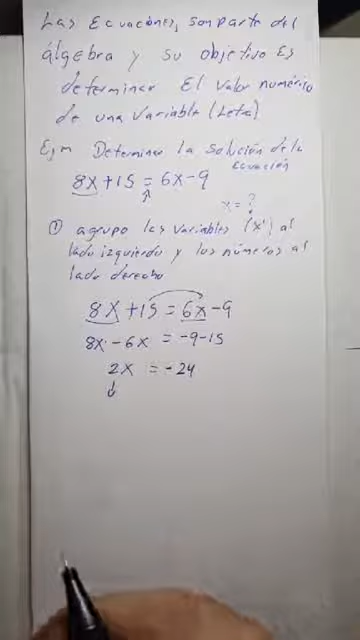 Las Ecuaciones, son parte del
álgebra y su objetivo Es
determinar El valor numérico
de una variable (Letra)
Ejm Determinar la solución de la
Ecuación
8x + 15 = 6x - 9
x = ?
① agrupo las variables (x') al
lado izquierdo y los números al
lado derecho
8x + 15 = 6x - 9
8x - 6x = -9 - 15
2x = -24